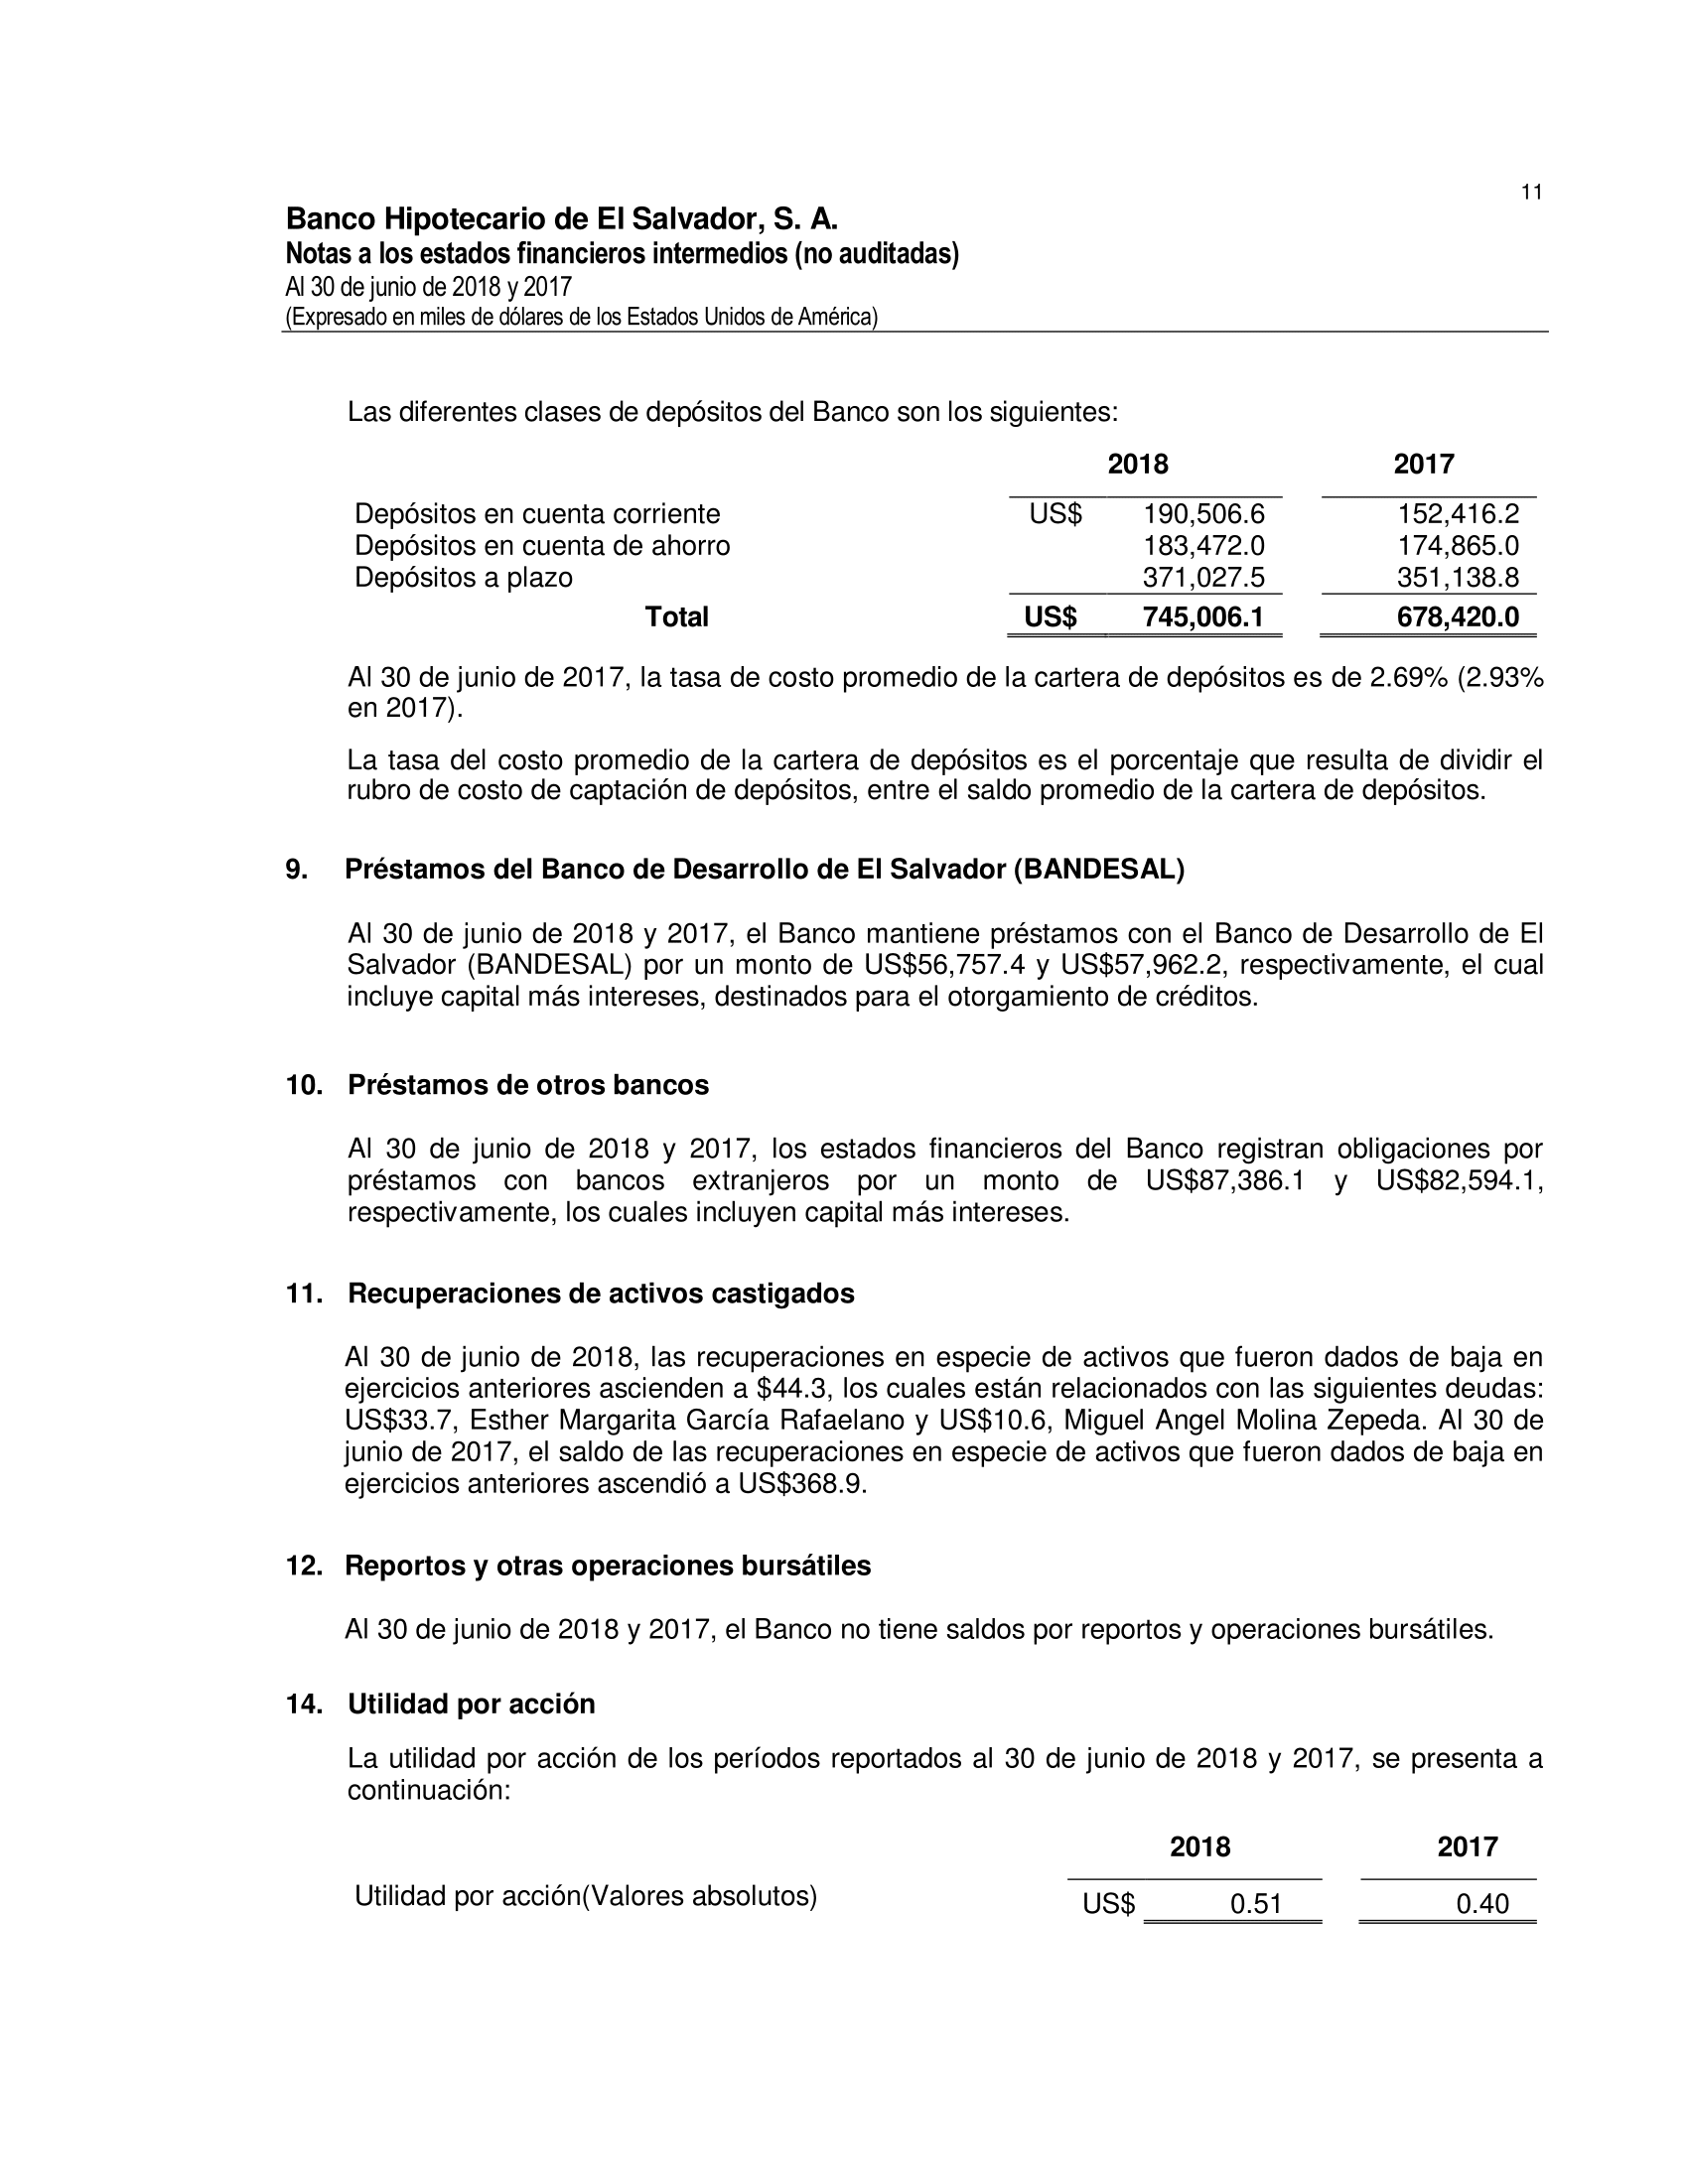 11
Banco Hipotecario de El Salvador, S. A.
Notas a los estados financieros intermedios (no auditadas)
Al 30 de junio de 2018 y 2017
(Expresado en miles de dólares de los Estados Unidos de América)
Las diferentes clases de depósitos del Banco son los siguientes:
2018 2017
Depósitos en cuenta corriente US$ 190,506.6 152,416.2
Depósitos en cuenta de ahorro 183,472.0 174,865.0
Depósitos a plazo 371,027.5 351,138.8
Total US$ 745,006.1 678,420.0
Al 30 de junio de 2017, la tasa de costo promedio de la cartera de depósitos es de 2.69% (2.93%
en 2017).
La tasa del costo promedio de la cartera de depósitos es el porcentaje que resulta de dividir el
rubro de costo de captación de depósitos, entre el saldo promedio de la cartera de depósitos.
9. Préstamos del Banco de Desarrollo de El Salvador (BANDESAL)
Al 30 de junio de 2018 y 2017, el Banco mantiene préstamos con el Banco de Desarrollo de El
Salvador (BANDESAL) por un monto de US$56,757.4 y US$57,962.2, respectivamente, el cual
incluye capital más intereses, destinados para el otorgamiento de créditos.
10. Préstamos de otros bancos
Al 30 de junio de 2018 y 2017, los estados financieros del Banco registran obligaciones por
préstamos con bancos extranjeros por un monto de US$87,386.1 y US$82,594.1,
respectivamente, los cuales incluyen capital más intereses.
11. Recuperaciones de activos castigados
Al 30 de junio de 2018, las recuperaciones en especie de activos que fueron dados de baja en
ejercicios anteriores ascienden a $44.3, los cuales están relacionados con las siguientes deudas:
US$33.7, Esther Margarita García Rafaelano y US$10.6, Miguel Angel Molina Zepeda. Al 30 de
junio de 2017, el saldo de las recuperaciones en especie de activos que fueron dados de baja en
ejercicios anteriores ascendió a US$368.9.
12. Reportos y otras operaciones bursátiles
Al 30 de junio de 2018 y 2017, el Banco no tiene saldos por reportos y operaciones bursátiles.
14. Utilidad por acción
La utilidad por acción de los períodos reportados al 30 de junio de 2018 y 2017, se presenta a
continuación:
2018 2017
Utilidad por acción(Valores absolutos) US$ 0.51 0.40